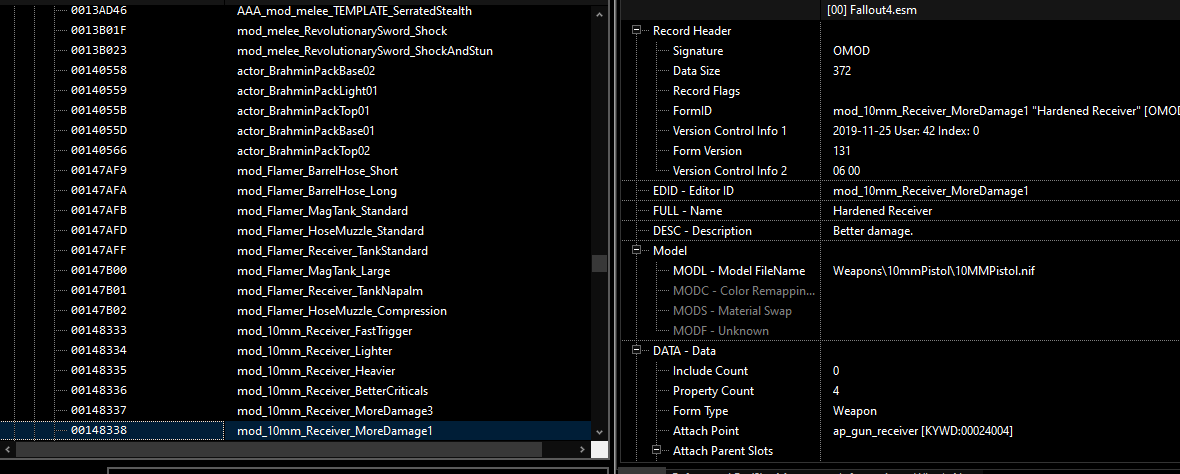 0013AD46 AAA_mod_melee_TEMPLATE_SerratedStealth
0013B01F mod_melee_RevolutionarySword_Shock
0013B023 mod_melee_RevolutionarySword_ShockAndStun
00140558 actor_BrahminPackBase02
00140559 actor_BrahminPackLight01
0014055B actor_BrahminPackTop01
0014055D actor_BrahminPackBase01
00140566 actor_BrahminPackTop02
00147AF9 mod_Flamer_BarrelHose_Short
00147AFA mod_Flamer_BarrelHose_Long
00147AFB mod_Flamer_MagTank_Standard
00147AFD mod_Flamer_HoseMuzzle_Standard
00147AFF mod_Flamer_Receiver_TankStandard
00147B00 mod_Flamer_MagTank_Large
00147B01 mod_Flamer_Receiver_TankNapalm
00147B02 mod_Flamer_HoseMuzzle_Compression
00148333 mod_10mm_Receiver_FastTrigger
00148334 mod_10mm_Receiver_Lighter
00148335 mod_10mm_Receiver_Heavier
00148336 mod_10mm_Receiver_BetterCriticals
00148337 mod_10mm_Receiver_MoreDamage3
00148338 mod_10mm_Receiver_MoreDamage1
[00] Fallout4.esm
Record Header
Signature OMOD
Data Size 372
Record Flags
FormID mod_10mm_Receiver_MoreDamage1 "Hardened Receiver" [OMOD
Version Control Info 1 2019-11-25 User: 42 Index: 0
Form Version 131
Version Control Info 2 06 00
EDID - Editor ID mod_10mm_Receiver_MoreDamage1
FULL - Name Hardened Receiver
DESC - Description Better damage.
Model
MODL - Model FileName Weapons\10mmPistol\10MMPistol.nif
MODC - Color Remappin...
MODS - Material Swap
MODF - Unknown
DATA - Data
Include Count 0
Property Count 4
Form Type Weapon
Attach Point ap_gun_receiver [KYWD:00024004]
Attach Parent Slots